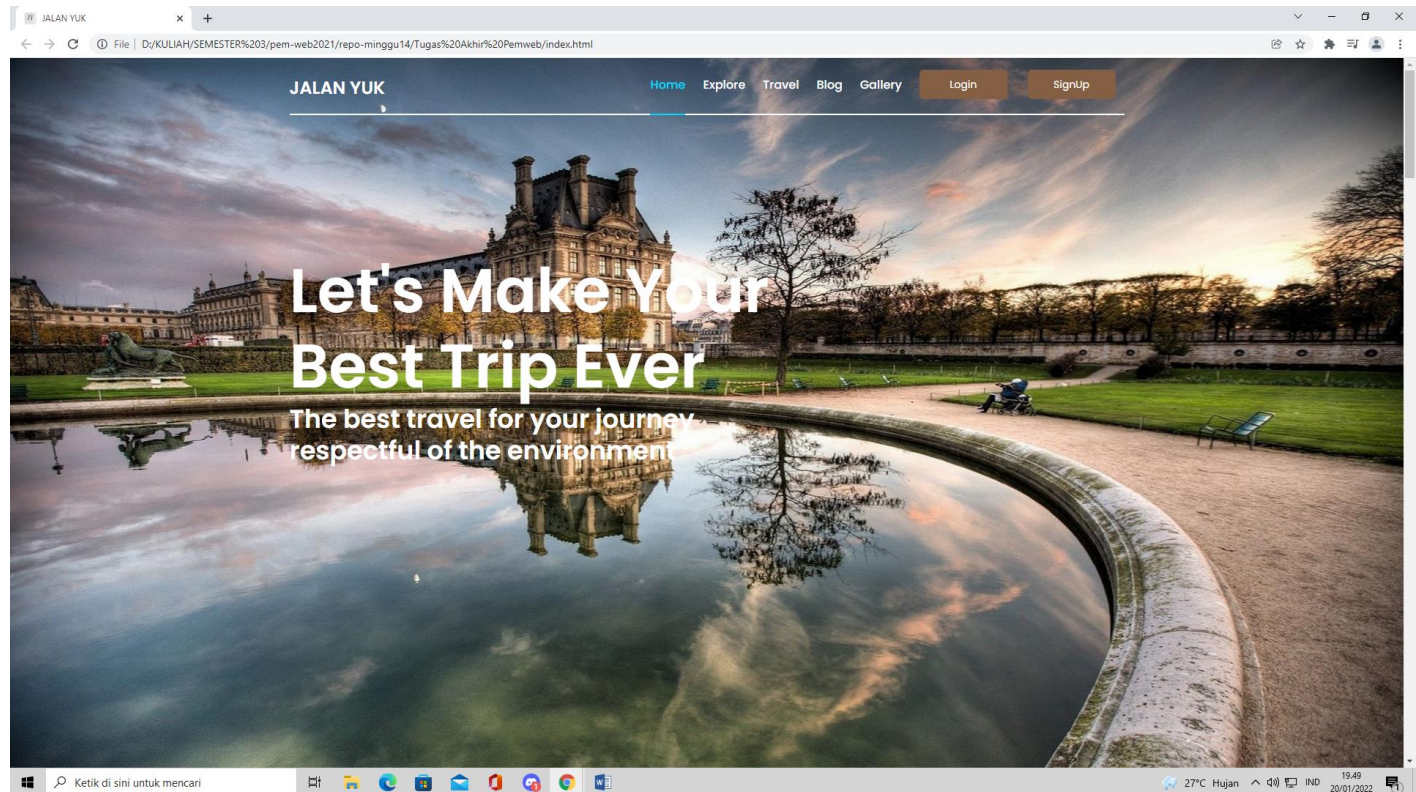 JALAN YUK
File | D:/KULIAH/SEMESTER%203/pem-web2021/repo-minggu14/Tugas%20Akhir%20Pemweb/index.html
JALAN YUK
Home Explore Travel Blog Gallery Login SignUp
Let's Make Your
Best Trip Ever
The best travel for your journey
respectful of the environment
Ketik di sini untuk mencari
27°C Hujan
IND
19.49
20/01/2022